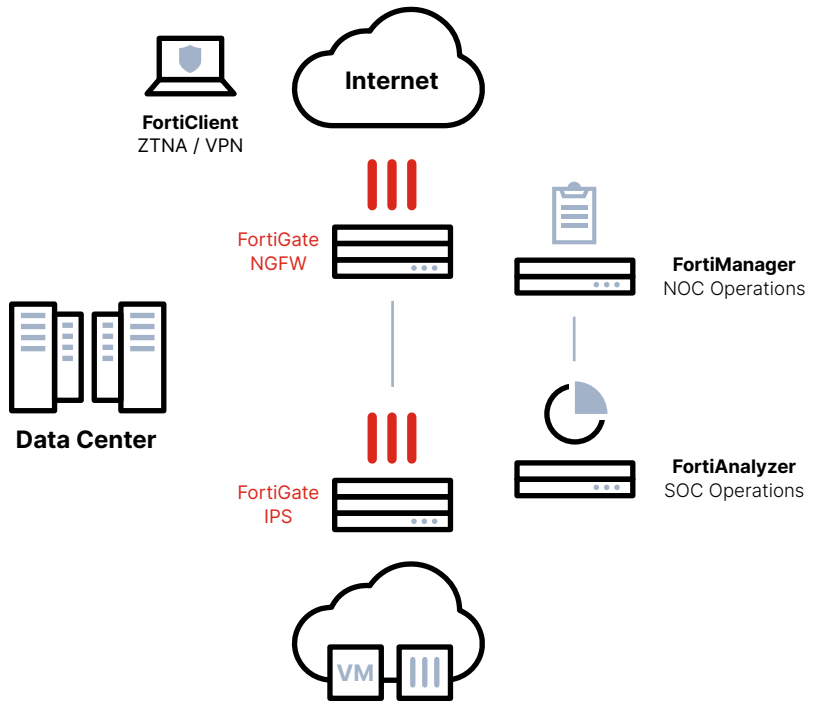 Internet
FortiClient
ZTNA / VPN
FortiGate
NGFW
FortiManager
NOC Operations
Data Center
FortiGate
IPS
FortiAnalyzer
SOC Operations
VM